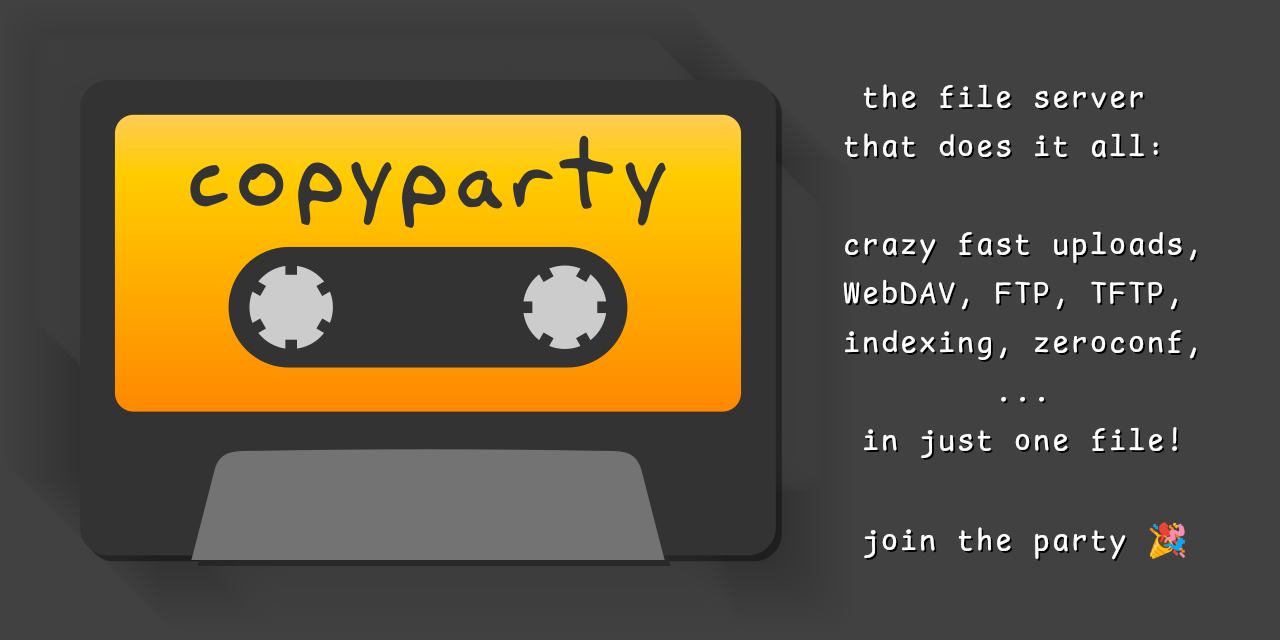 copyparty
the file server
that does it all:
crazy fast uploads,
WebDAV, FTP, TFTP,
indexing, zeroconf,
...
in just one file!
join the party 🎉